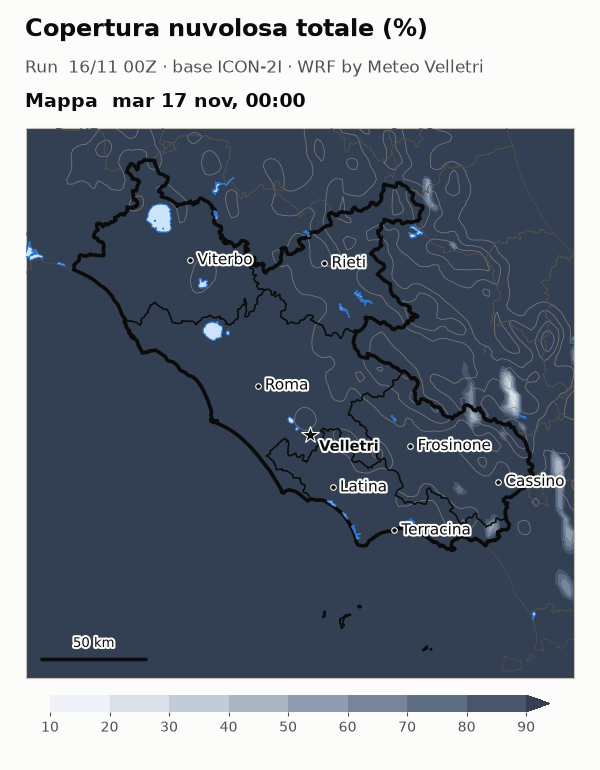 Copertura nuvolosa totale (%)
Run  16/11 00Z · base ICON-2I · WRF by Meteo Velletri
Mappa  mar 17 nov, 00:00
Viterbo
Rieti
Roma
Velletri
Frosinone
Cassino
Latina
Terracina
50 km
10 20 30 40 50 60 70 80 90